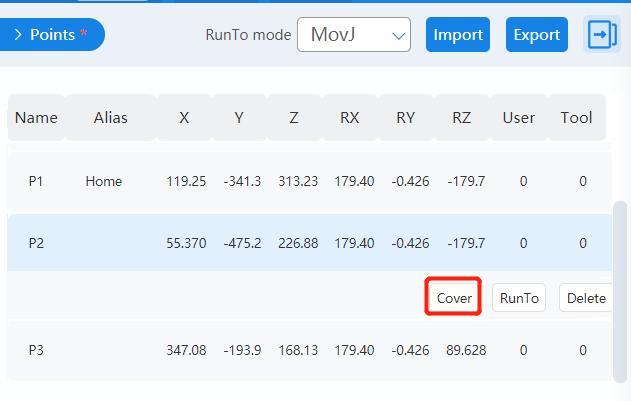 > Points * RunTo mode MovJ Import Export
Name Alias X Y Z RX RY RZ User Tool
P1 Home 119.25 -341.3 313.23 179.40 -0.426 -179.7 0 0
P2 55.370 -475.2 226.88 179.40 -0.426 -179.7 0 0
Cover RunTo Delete
P3 347.08 -193.9 168.13 179.40 -0.426 89.628 0 0